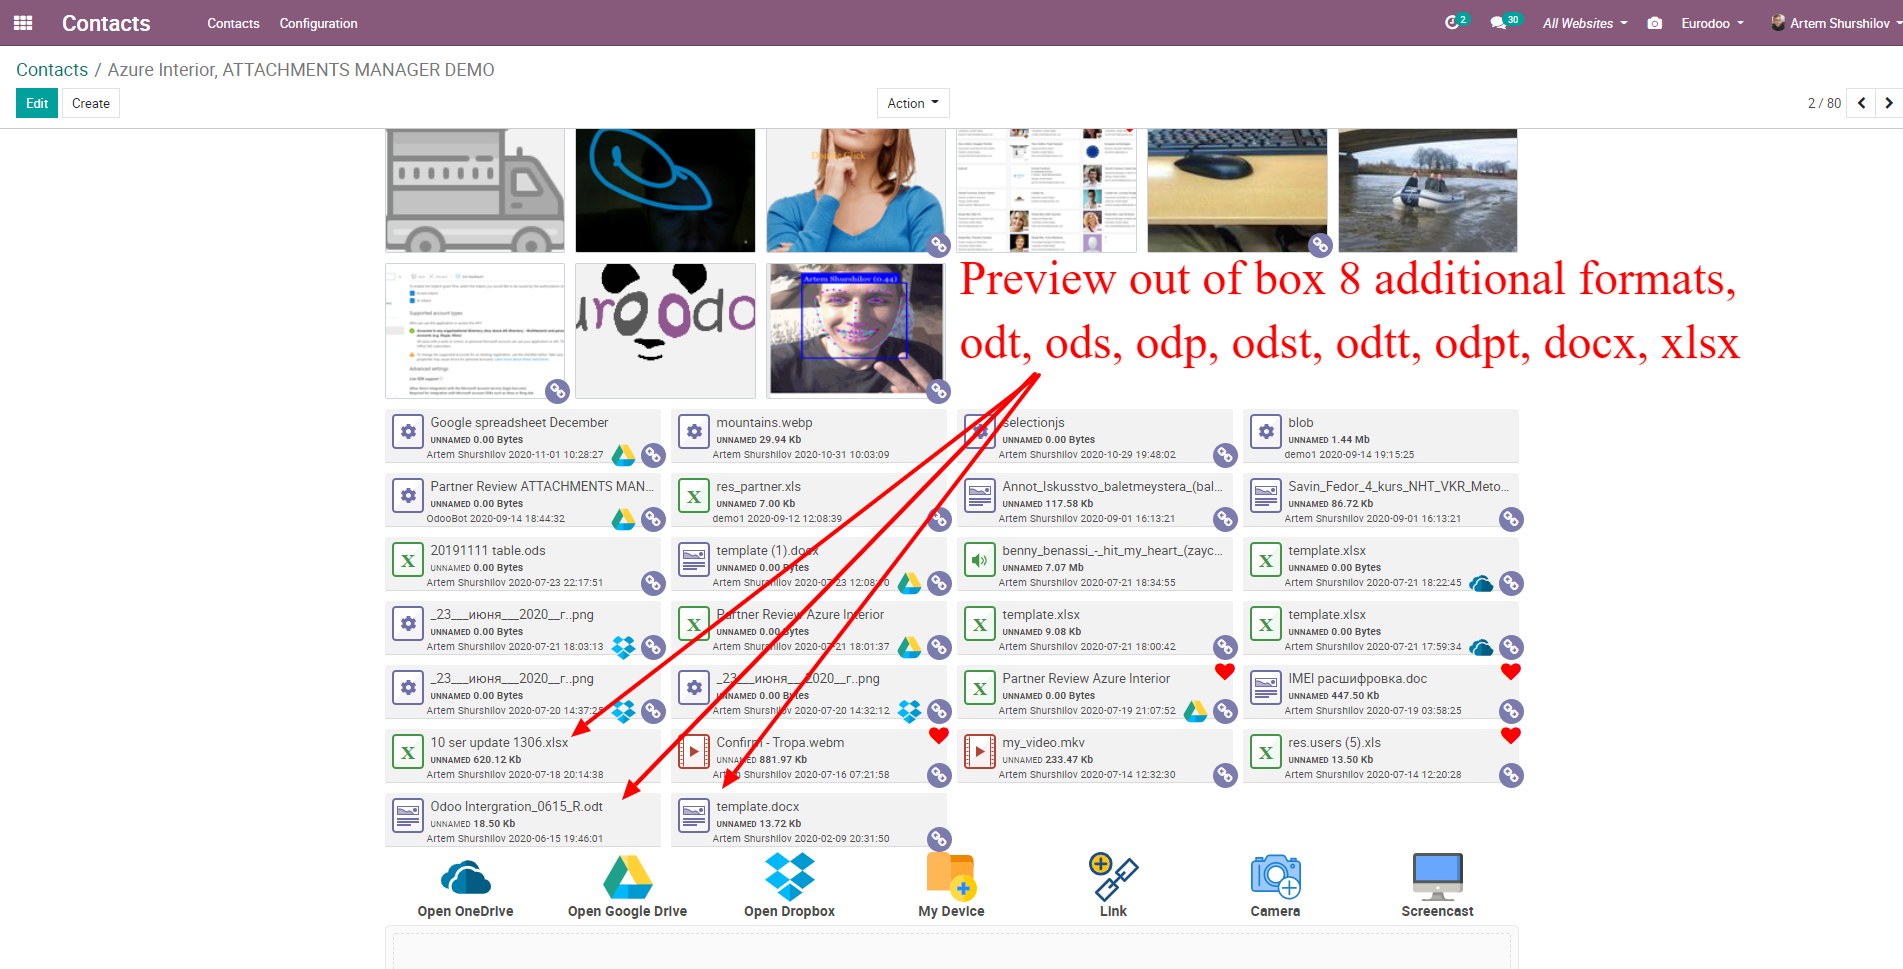 Contacts
Contacts
Configuration
2
30
All Websites
Eurodoo
Artem Shurshilov
Contacts / Azure Interior, ATTACHMENTS MANAGER DEMO
Edit
Create
Action
2 / 80
Double Click
Supported account types
Advanced settings
urOOdO
Artem Shurshilov (0.44)
Preview out of box 8 additional formats,
odt, ods, odp, odst, odtt, odpt, docx, xlsx
Google spreadsheet December
UNNAMED 0.00 Bytes
Artem Shurshilov 2020-11-01 10:28:27
mountains.webp
UNNAMED 29.94 Kb
Artem Shurshilov 2020-10-31 10:03:09
selectionjs
UNNAMED 0.00 Bytes
Artem Shurshilov 2020-10-29 19:48:02
blob
UNNAMED 1.44 Mb
demo1 2020-09-14 19:15:25
Partner Review ATTACHMENTS MAN...
UNNAMED 0.00 Bytes
OdooBot 2020-09-14 18:44:32
res_partner.xls
UNNAMED 7.00 Kb
demo1 2020-09-12 12:08:39
Annot_Iskusstvo_baletmeystera_(bal...
UNNAMED 117.58 Kb
Artem Shurshilov 2020-09-01 16:13:21
Savin_Fedor_4_kurs_NHT_VKR_Meto...
UNNAMED 86.72 Kb
Artem Shurshilov 2020-09-01 16:13:21
20191111 table.ods
UNNAMED 0.00 Bytes
Artem Shurshilov 2020-07-23 22:17:51
template (1).docx
UNNAMED 0.00 Bytes
Artem Shurshilov 2020-07-23 12:08:10
benny_benassi_-_hit_my_heart_(zayc...
UNNAMED 7.07 Mb
Artem Shurshilov 2020-07-21 18:34:55
template.xlsx
UNNAMED 0.00 Bytes
Artem Shurshilov 2020-07-21 18:22:45
_23___июня___2020__г..png
UNNAMED 0.00 Bytes
Artem Shurshilov 2020-07-21 18:03:13
Partner Review Azure Interior
UNNAMED 0.00 Bytes
Artem Shurshilov 2020-07-21 18:01:37
template.xlsx
UNNAMED 9.08 Kb
Artem Shurshilov 2020-07-21 18:00:42
template.xlsx
UNNAMED 0.00 Bytes
Artem Shurshilov 2020-07-21 17:59:34
_23___июня___2020__г..png
UNNAMED 0.00 Bytes
Artem Shurshilov 2020-07-20 14:37:25
_23___июня___2020__г..png
UNNAMED 0.00 Bytes
Artem Shurshilov 2020-07-20 14:32:12
Partner Review Azure Interior
UNNAMED 0.00 Bytes
Artem Shurshilov 2020-07-19 21:07:52
IMEI расшифровка.doc
UNNAMED 447.50 Kb
Artem Shurshilov 2020-07-19 03:58:25
10 ser update 1306.xlsx
UNNAMED 620.12 Kb
Artem Shurshilov 2020-07-18 20:14:38
Confirm - Tropa.webm
UNNAMED 881.97 Kb
Artem Shurshilov 2020-07-16 07:21:58
my_video.mkv
UNNAMED 233.47 Kb
Artem Shurshilov 2020-07-14 12:32:30
res.users (5).xls
UNNAMED 13.50 Kb
Artem Shurshilov 2020-07-14 12:20:28
Odoo Intergration_0615_R.odt
UNNAMED 18.50 Kb
Artem Shurshilov 2020-06-15 19:46:01
template.docx
UNNAMED 13.72 Kb
Artem Shurshilov 2020-02-09 20:31:50
Open OneDrive
Open Google Drive
Open Dropbox
My Device
Link
Camera
Screencast